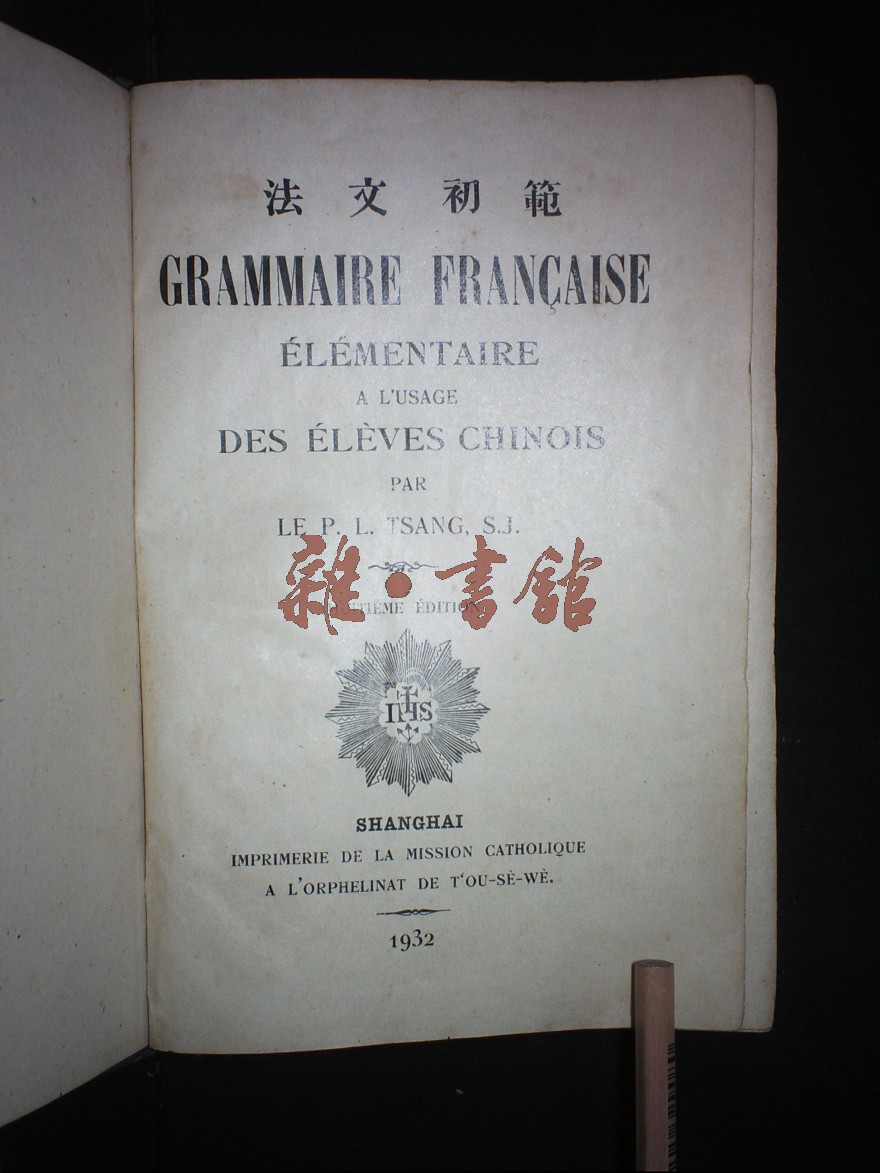 法文初範
GRAMMAIRE FRANÇAISE
ÉLÉMENTAIRE
A L'USAGE
DES ÉLÈVES CHINOIS
PAR
LE P. L. TSANG, S.J.
雜·書館
ÉDITION
IHS
SHANGHAI
IMPRIMERIE DE LA MISSION CATHOLIQUE
A L'ORPHELINAT DE T'OU-SÈ-WÈ.
1932